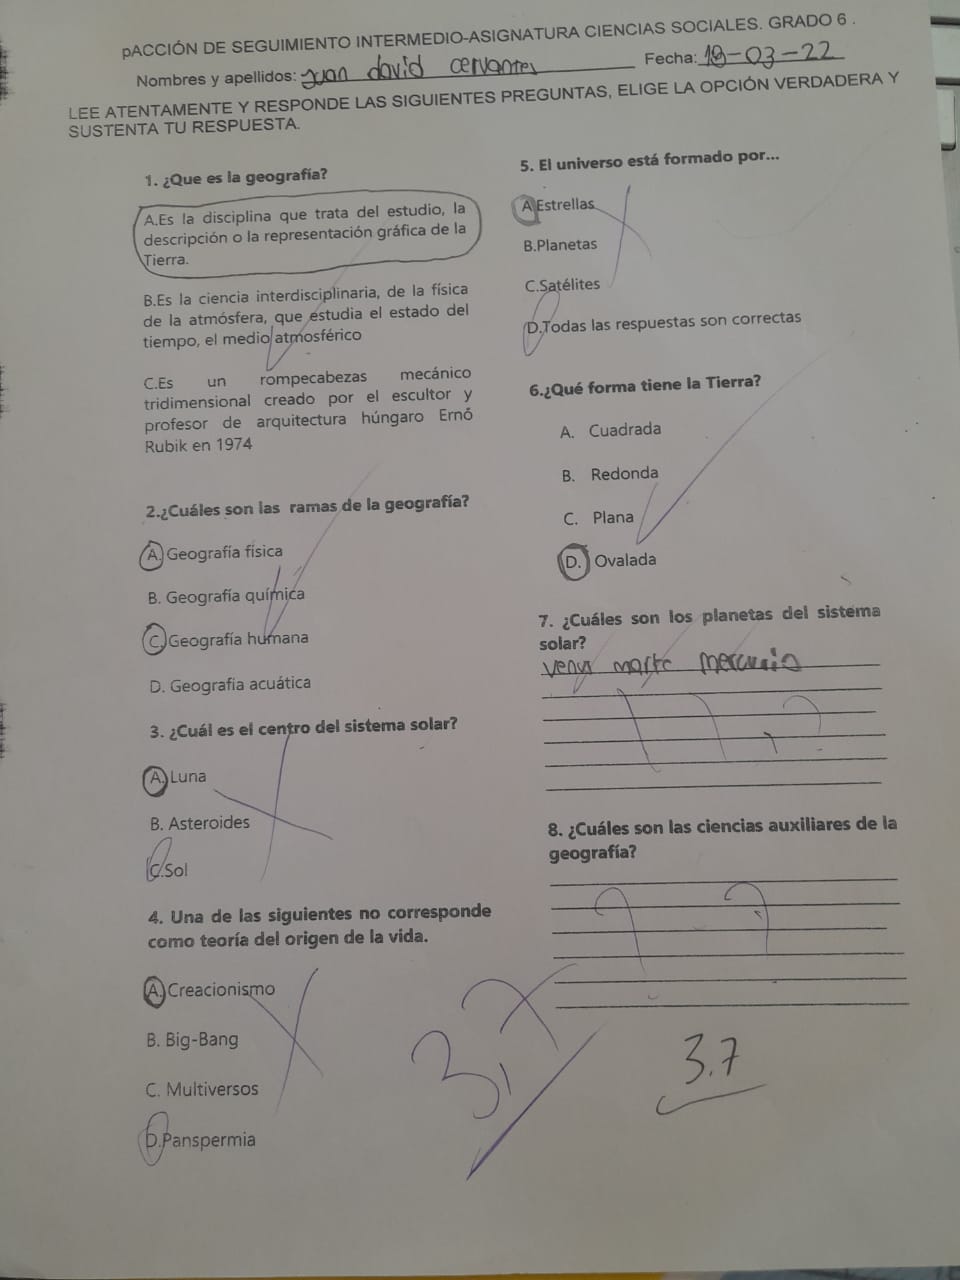 pACCIÓN DE SEGUIMIENTO INTERMEDIO-ASIGNATURA CIENCIAS SOCIALES. GRADO 6 .
Nombres y apellidos: Juan david cervantes Fecha: 18-03-22
LEE ATENTAMENTE Y RESPONDE LAS SIGUIENTES PREGUNTAS, ELIGE LA OPCIÓN VERDADERA Y
SUSTENTA TU RESPUESTA.
1. ¿Que es la geografía?
A.Es la disciplina que trata del estudio, la
descripción o la representación gráfica de la
Tierra.
B.Es la ciencia interdisciplinaria, de la física
de la atmósfera, que estudia el estado del
tiempo, el medio atmosférico
C.Es un rompecabezas mecánico
tridimensional creado por el escultor y
profesor de arquitectura húngaro Ernő
Rubik en 1974
2.¿Cuáles son las ramas de la geografía?
A. Geografía física
B. Geografía química
C. Geografía humana
D. Geografia acuática
3. ¿Cuál es el centro del sistema solar?
A. Luna
B. Asteroides
C.Sol
4. Una de las siguientes no corresponde
como teoría del origen de la vida.
A. Creacionismo
B. Big-Bang
C. Multiversos
D.Panspermia
5. El universo está formado por...
A.Estrellas
B.Planetas
C.Satélites
D.Todas las respuestas son correctas
6.¿Qué forma tiene la Tierra?
A. Cuadrada
B. Redonda
C. Plana
D. Ovalada
7. ¿Cuáles son los planetas del sistema
solar?
venus marte mercurio
8. ¿Cuáles son las ciencias auxiliares de la
geografía?
3,7
3.7